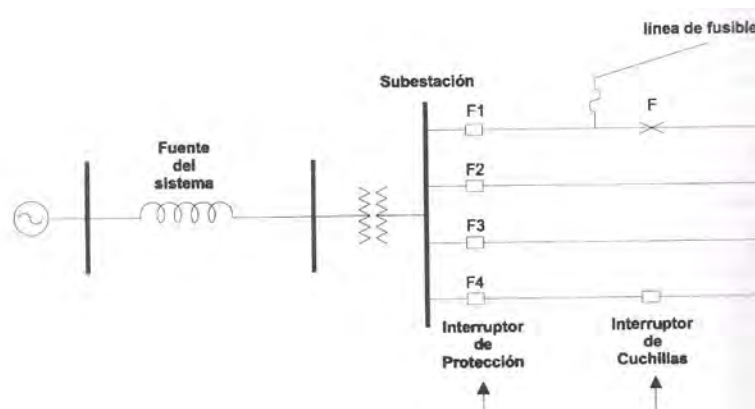 línea de fusible
Subestación
F1
F
Fuente
del
sistema
F2
F3
F4
Interruptor
de
Protección
Interruptor
de
Cuchillas